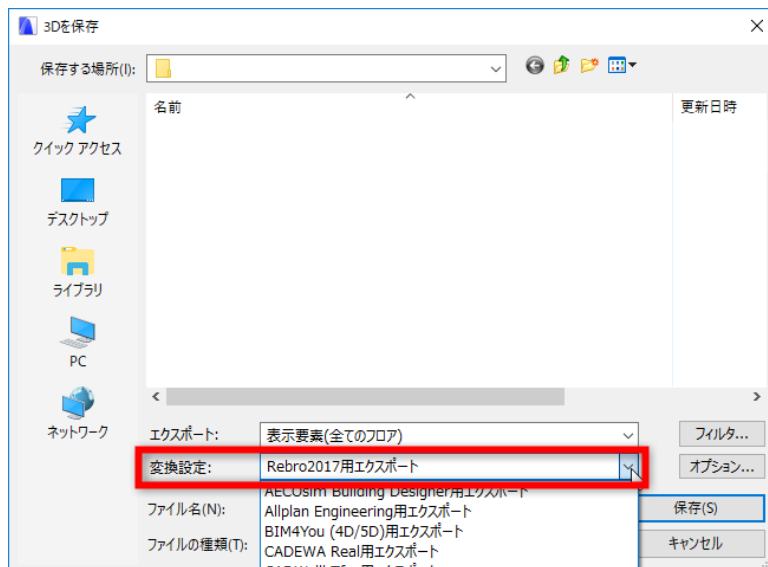 3Dを保存
保存する場所(I):
名前
更新日時
クイック アクセス
デスクトップ
ライブラリ
PC
ネットワーク
エクスポート: 表示要素(全てのフロア) フィルタ...
変換設定: Rebro2017用エクスポート オプション...
AECOsim Building Designer用エクスポート
ファイル名(N): Allplan Engineering用エクスポート 保存(S)
BIM4You (4D/5D)用エクスポート
ファイルの種類(T): CADEWA Real用エクスポート キャンセル